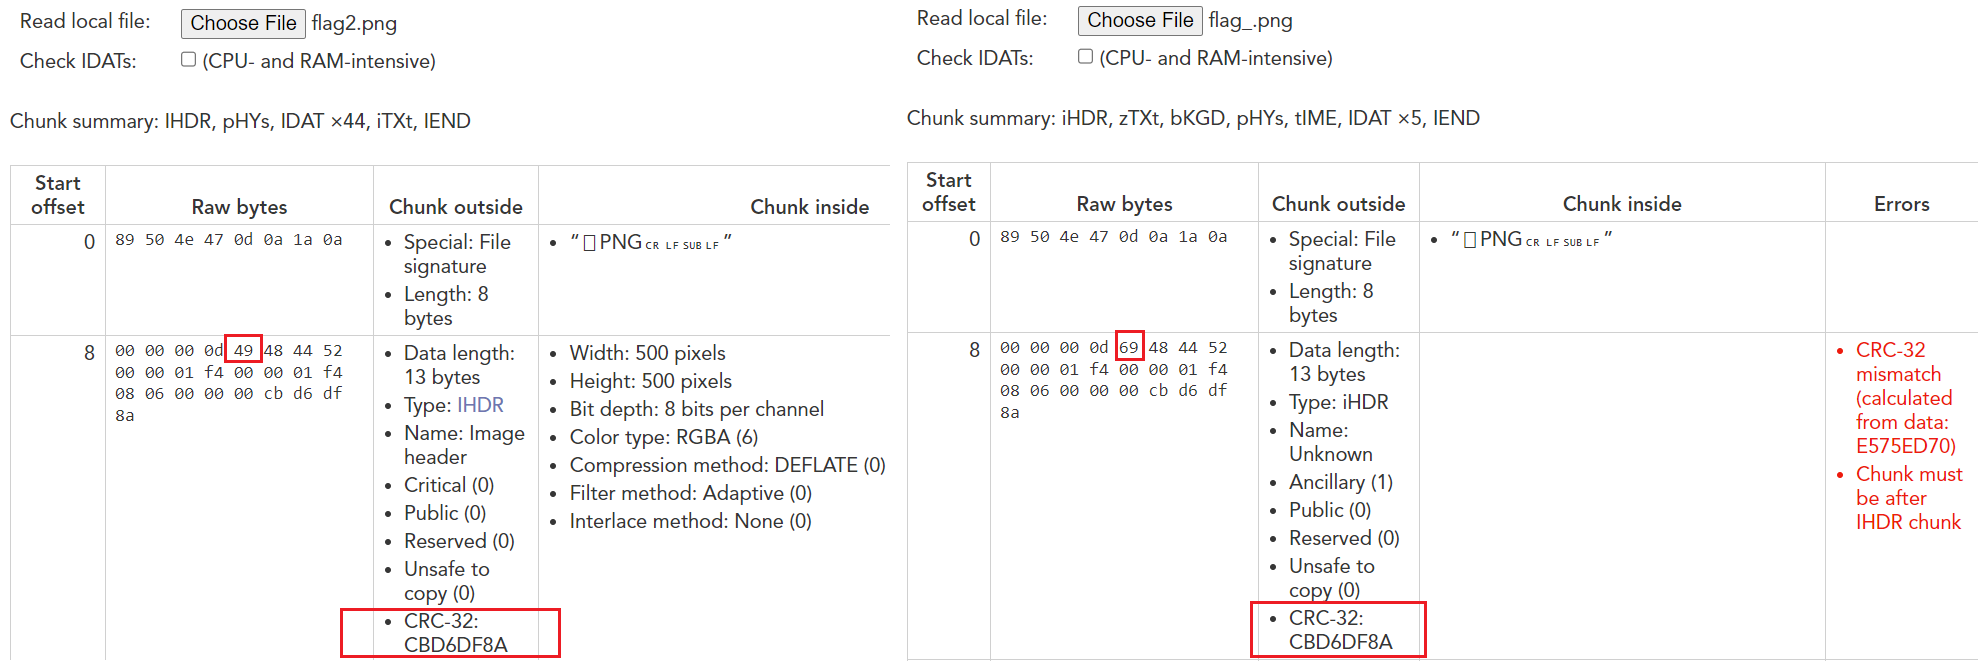 Read local file: Choose File flag2.png
Check IDATs: (CPU- and RAM-intensive)
Chunk summary: IHDR, pHYs, IDAT ×44, iTXt, IEND
Start offset
Raw bytes
Chunk outside
Chunk inside
0
89 50 4e 47 0d 0a 1a 0a
• Special: File
signature
• Length: 8
bytes
• “ PNG CR LF SUB LF ”
8
00 00 00 0d 49 48 44 52
00 00 01 f4 00 00 01 f4
08 06 00 00 00 cb d6 df
8a
• Data length:
13 bytes
• Type: IHDR
• Name: Image
header
• Critical (0)
• Public (0)
• Reserved (0)
• Unsafe to
copy (0)
• CRC-32:
CBD6DF8A
• Width: 500 pixels
• Height: 500 pixels
• Bit depth: 8 bits per channel
• Color type: RGBA (6)
• Compression method: DEFLATE (0)
• Filter method: Adaptive (0)
• Interlace method: None (0)
Read local file: Choose File flag_.png
Check IDATs: (CPU- and RAM-intensive)
Chunk summary: iHDR, zTXt, bKGD, pHYs, tIME, IDAT ×5, IEND
Start offset
Raw bytes
Chunk outside
Chunk inside
Errors
0
89 50 4e 47 0d 0a 1a 0a
• Special: File
signature
• Length: 8
bytes
• “ PNG CR LF SUB LF ”
8
00 00 00 0d 69 48 44 52
00 00 01 f4 00 00 01 f4
08 06 00 00 00 cb d6 df
8a
• Data length:
13 bytes
• Type: iHDR
• Name:
Unknown
• Ancillary (1)
• Public (0)
• Reserved (0)
• Unsafe to
copy (0)
• CRC-32:
CBD6DF8A
• CRC-32
mismatch
(calculated
from data:
E575ED70)
• Chunk must
be after
IHDR chunk